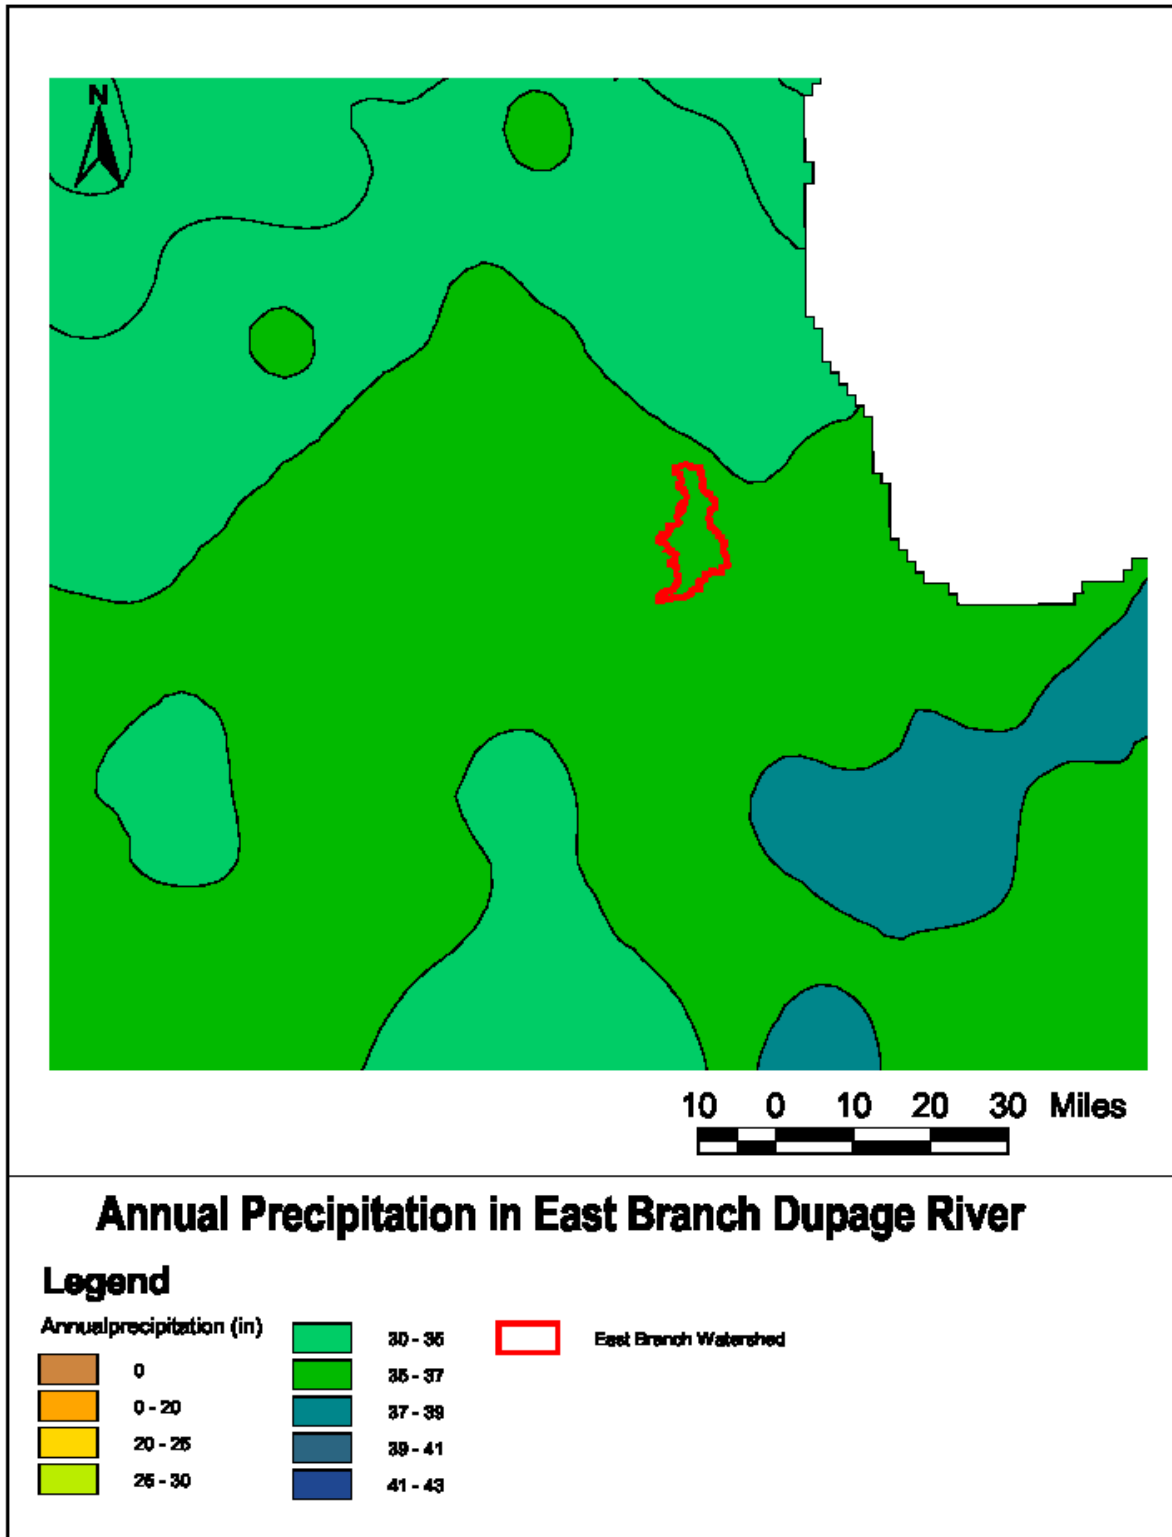 N
10 0 10 20 30 Miles
Annual Precipitation in East Branch Dupage River
Legend
Annualprecipitation (in)
0
0 - 20
20 - 25
25 - 30
30 - 35
35 - 37
37 - 39
39 - 41
41 - 43
East Branch Watershed